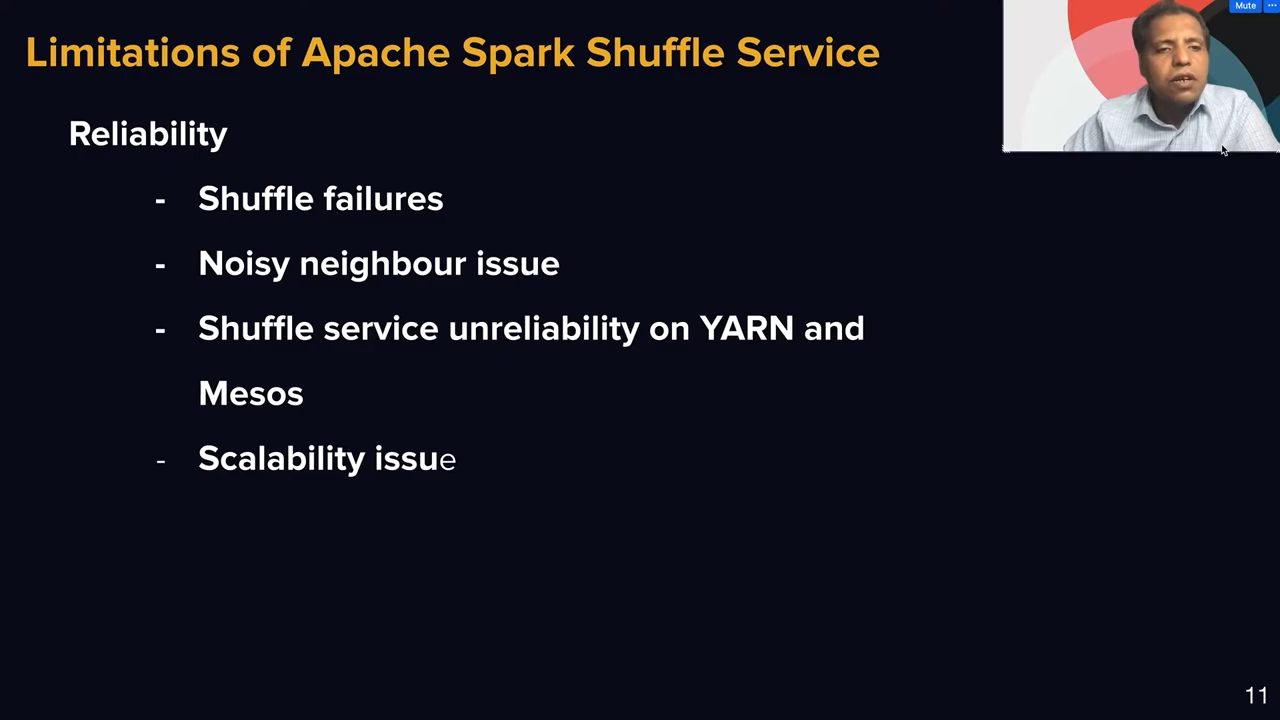 Limitations of Apache Spark Shuffle Service
Mute
Reliability
- Shuffle failures
- Noisy neighbour issue
- Shuffle service unreliability on YARN and
Mesos
- Scalability issue
11